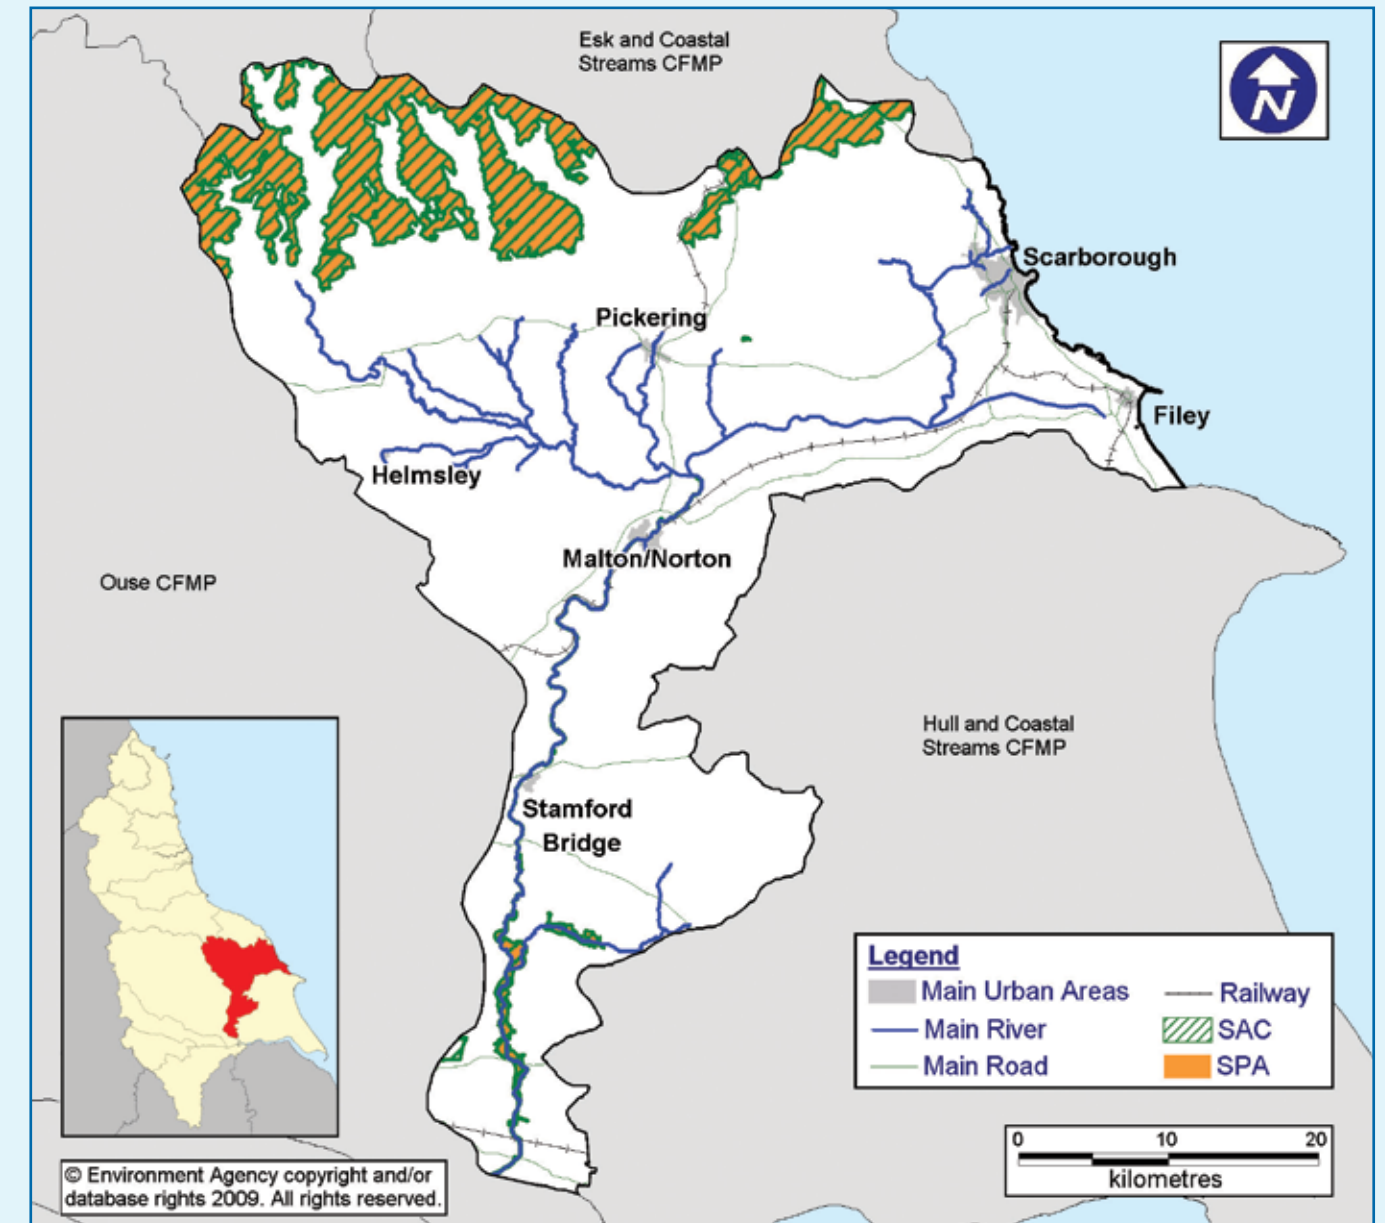 Esk and Coastal
Streams CFMP
N
Scarborough
Pickering
Filey
Helmsley
Malton/Norton
Ouse CFMP
Hull and Coastal
Streams CFMP
Stamford
Bridge
Legend
Main Urban Areas
Railway
Main River
SAC
Main Road
SPA
0 10 20
kilometres
© Environment Agency copyright and/or
database rights 2009. All rights reserved.